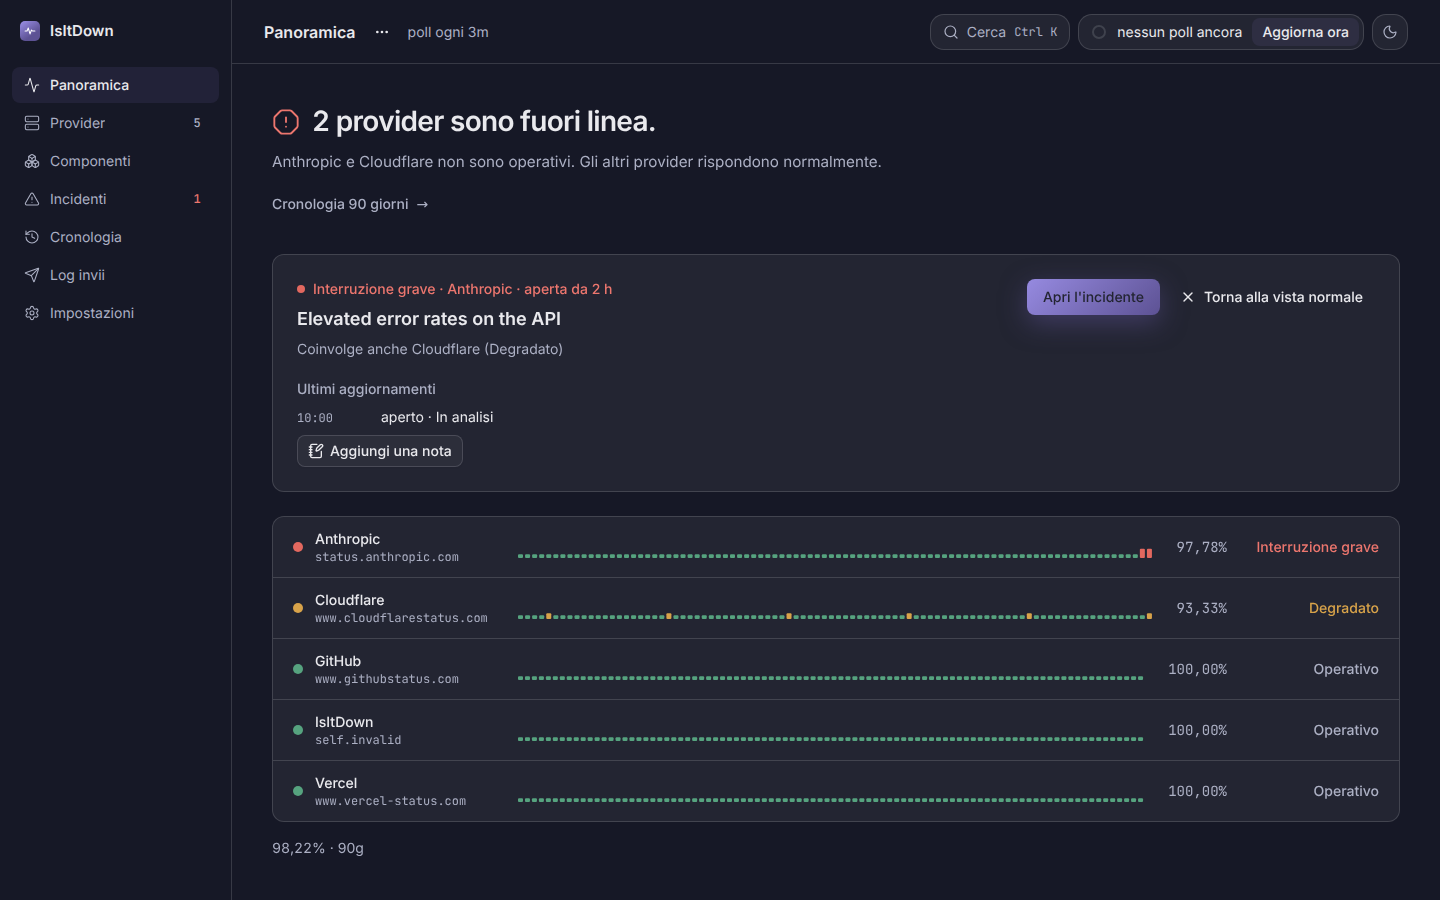 IsItDown
Panoramica
Provider 5
Componenti
Incidenti 1
Cronologia
Log invii
Impostazioni
Panoramica ··· poll ogni 3m
Cerca Ctrl K
nessun poll ancora Aggiorna ora
2 provider sono fuori linea.
Anthropic e Cloudflare non sono operativi. Gli altri provider rispondono normalmente.
Cronologia 90 giorni →
Interruzione grave · Anthropic · aperta da 2 h
Apri l'incidente
Torna alla vista normale
Elevated error rates on the API
Coinvolge anche Cloudflare (Degradato)
Ultimi aggiornamenti
10:00 aperto · In analisi
Aggiungi una nota
Anthropic
status.anthropic.com
97,78% Interruzione grave
Cloudflare
www.cloudflarestatus.com
93,33% Degradato
GitHub
www.githubstatus.com
100,00% Operativo
IsItDown
self.invalid
100,00% Operativo
Vercel
www.vercel-status.com
100,00% Operativo
98,22% · 90g